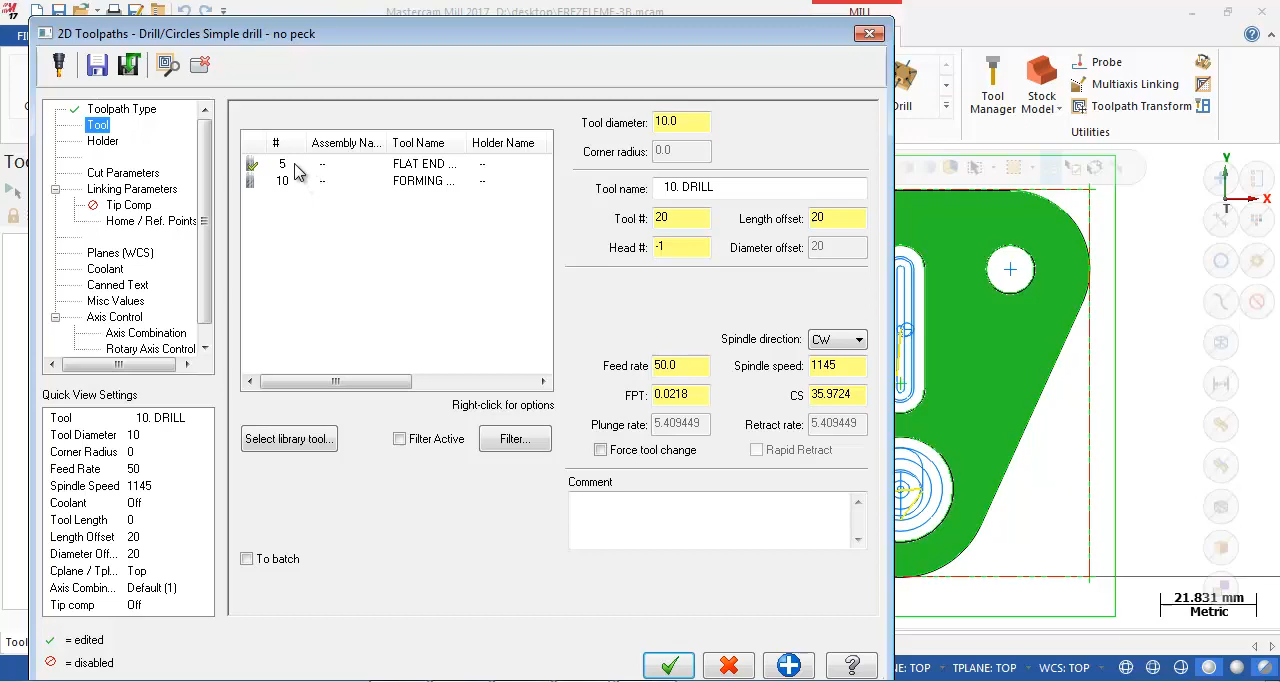 Mastercam Mill 2017 D:\desktop\FREZELEME-3B.mcam
MILL
17
FI
2D Toolpaths - Drill/Circles Simple drill - no peck
Toolpath Type
Tool
Holder
Cut Parameters
Linking Parameters
Tip Comp
Home / Ref. Points
Planes (WCS)
Coolant
Canned Text
Misc Values
Axis Control
Axis Combination
Rotary Axis Control
# Assembly Na... Tool Name Holder Name
5 -- FLAT END ... --
10 -- FORMING ... --
Right-click for options
Select library tool...
Filter Active
Filter...
To batch
Tool diameter: 10.0
Corner radius: 0.0
Tool name: 10. DRILL
Tool #: 20 Length offset: 20
Head #: -1 Diameter offset: 20
Spindle direction: CW
Feed rate 50.0 Spindle speed: 1145
FPT: 0.0218 CS 35.9724
Plunge rate: 5.409449 Retract rate: 5.409449
Force tool change Rapid Retract
Comment
Quick View Settings
Tool 10. DRILL
Tool Diameter 10
Corner Radius 0
Feed Rate 50
Spindle Speed 1145
Coolant Off
Tool Length 0
Length Offset 20
Diameter Off... 20
Cplane / Tpl... Top
Axis Combin... Default (1)
Tip comp Off
= edited
= disabled
Drill
Tool
Manager
Stock
Model
Probe
Multiaxis Linking
Toolpath Transform
Utilities
Y
X
T
21.831 mm
Metric
Too
Tool
NE: TOP TPLANE: TOP WCS: TOP